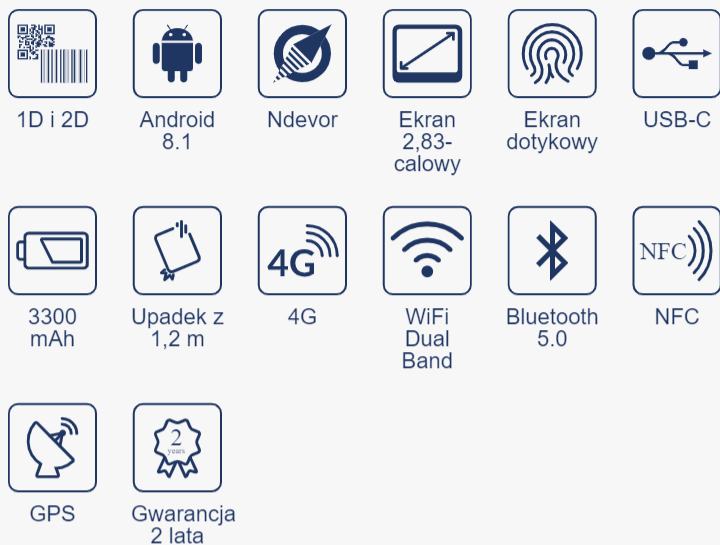 1D i 2D
Android
8.1
Ndevor
Ekran
2,83-
calowy
Ekran
dotykowy
USB-C
3300
mAh
Upadek z
1,2 m
4G
4G
WiFi
Dual
Band
Bluetooth
5.0
NFC
NFC
GPS
2
years
Gwarancja
2 lata